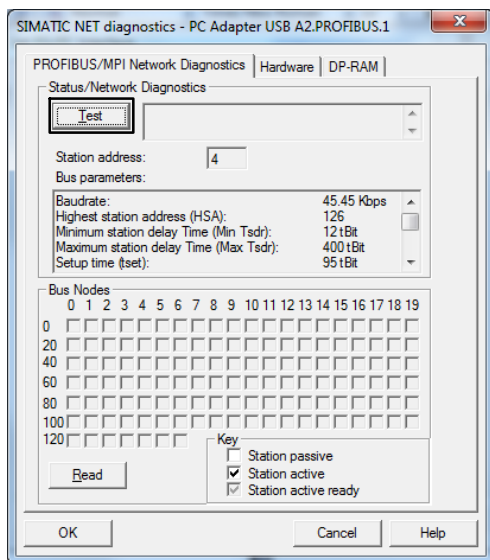 SIMATIC NET diagnostics - PC Adapter USB A2.PROFIBUS.1
PROFIBUS/MPI Network Diagnostics Hardware DP-RAM
Status/Network Diagnostics
Test
Station address: 4
Bus parameters:
Baudrate: 45.45 Kbps
Highest station address (HSA): 126
Minimum station delay Time (Min Tsdr): 12 tBit
Maximum station delay Time (Max Tsdr): 400 tBit
Setup time (tset): 95 tBit
Bus Nodes
0 1 2 3 4 5 6 7 8 9 10 11 12 13 14 15 16 17 18 19
0
20
40
60
80
100
120
Key
Station passive
Read
Station active
Station active ready
OK Cancel Help